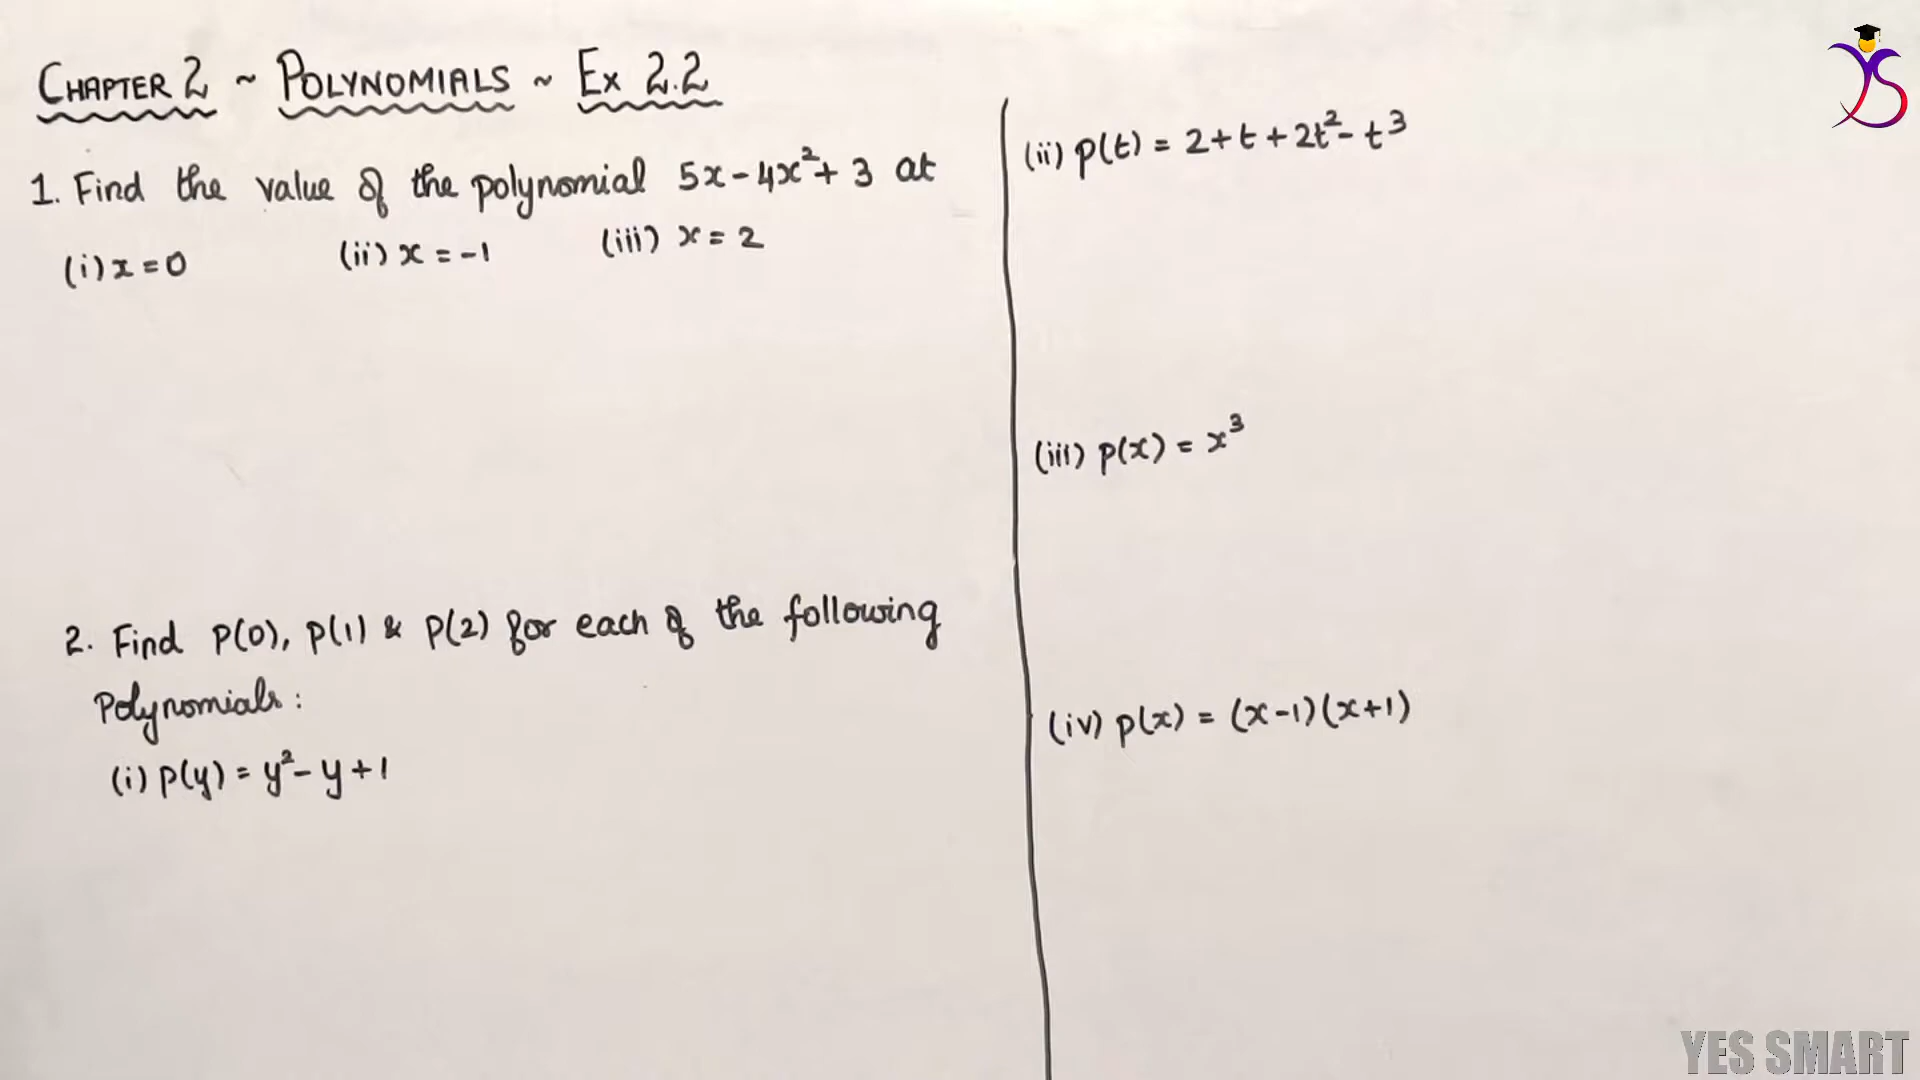 CHAPTER 2 ~ POLYNOMIALS ~ Ex 2.2
1. Find the value of the polynomial 5x - 4x² + 3 at
(i) x = 0 (ii) x = -1 (iii) x = 2
2. Find p(0), p(1) & p(2) for each of the following
Polynomials :
(i) p(y) = y² - y + 1
(ii) p(t) = 2 + t + 2t² - t³
(iii) p(x) = x³
(iv) p(x) = (x-1)(x+1)
YS
YES SMART